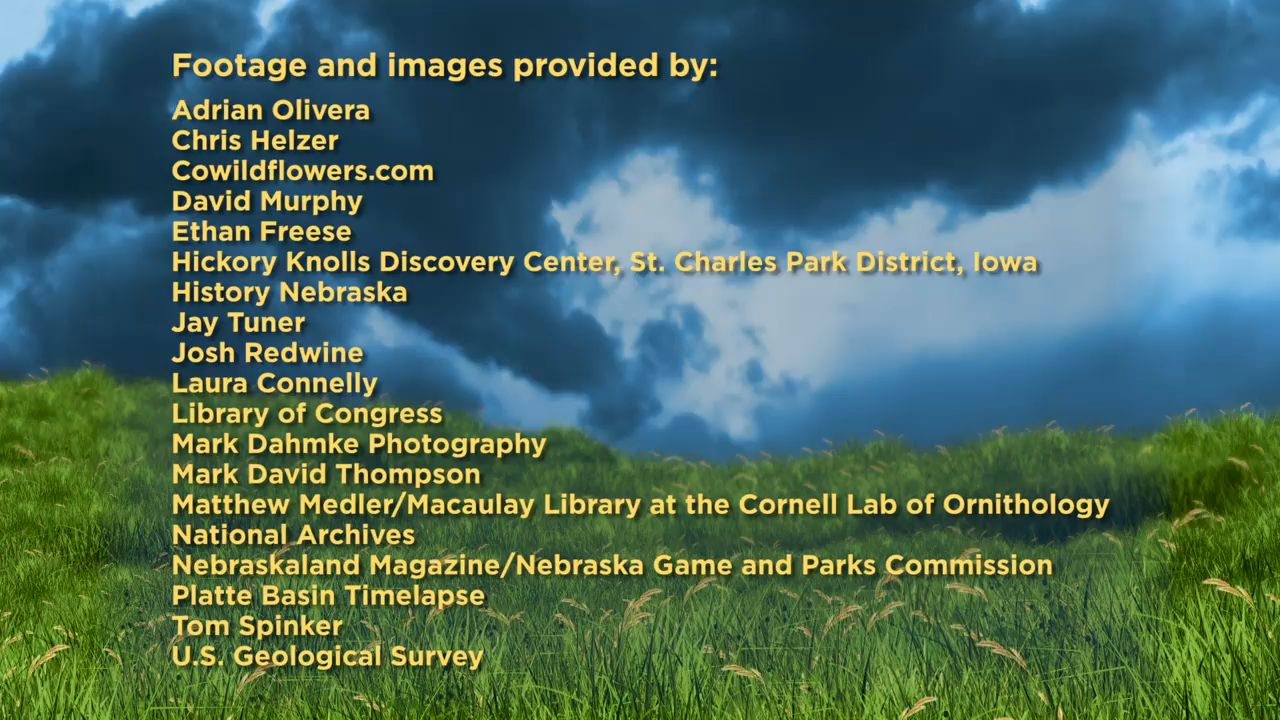 Footage and images provided by:
Adrian Olivera
Chris Helzer
Cowildflowers.com
David Murphy
Ethan Freese
Hickory Knolls Discovery Center, St. Charles Park District, Iowa
History Nebraska
Jay Tuner
Josh Redwine
Laura Connelly
Library of Congress
Mark Dahmke Photography
Mark David Thompson
Matthew Medler/Macaulay Library at the Cornell Lab of Ornithology
National Archives
Nebraskaland Magazine/Nebraska Game and Parks Commission
Platte Basin Timelapse
Tom Spinker
U.S. Geological Survey